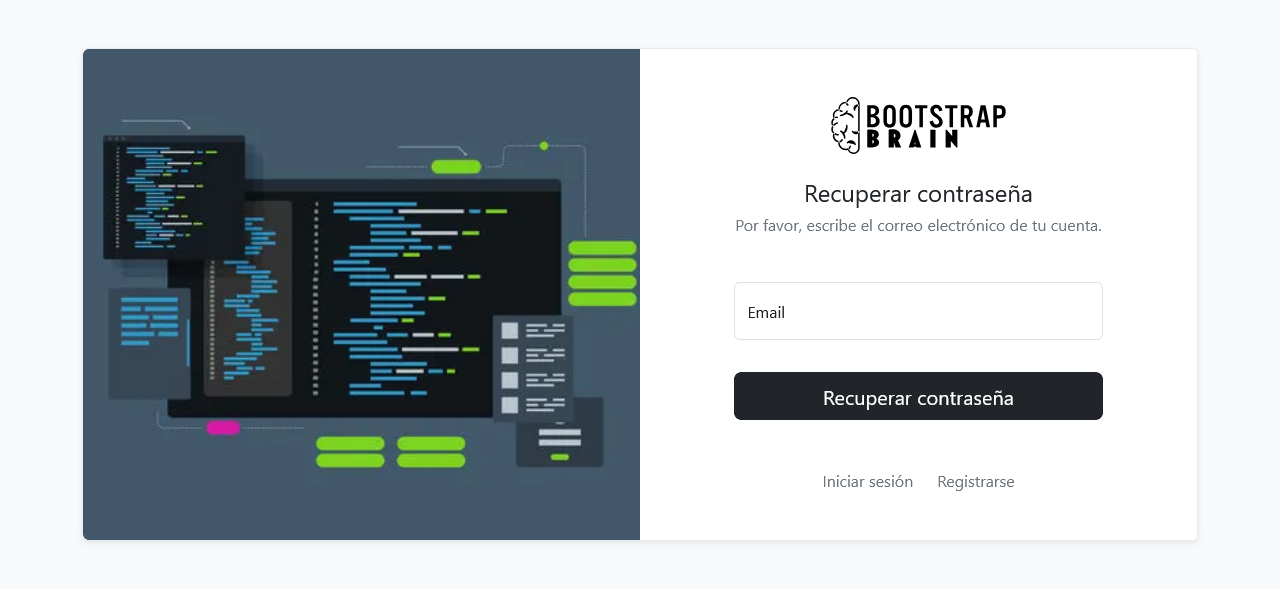 BOOTSTRAP
BRAIN
Recuperar contraseña
Por favor, escribe el correo electrónico de tu cuenta.
Email
Recuperar contraseña
Iniciar sesión Registrarse